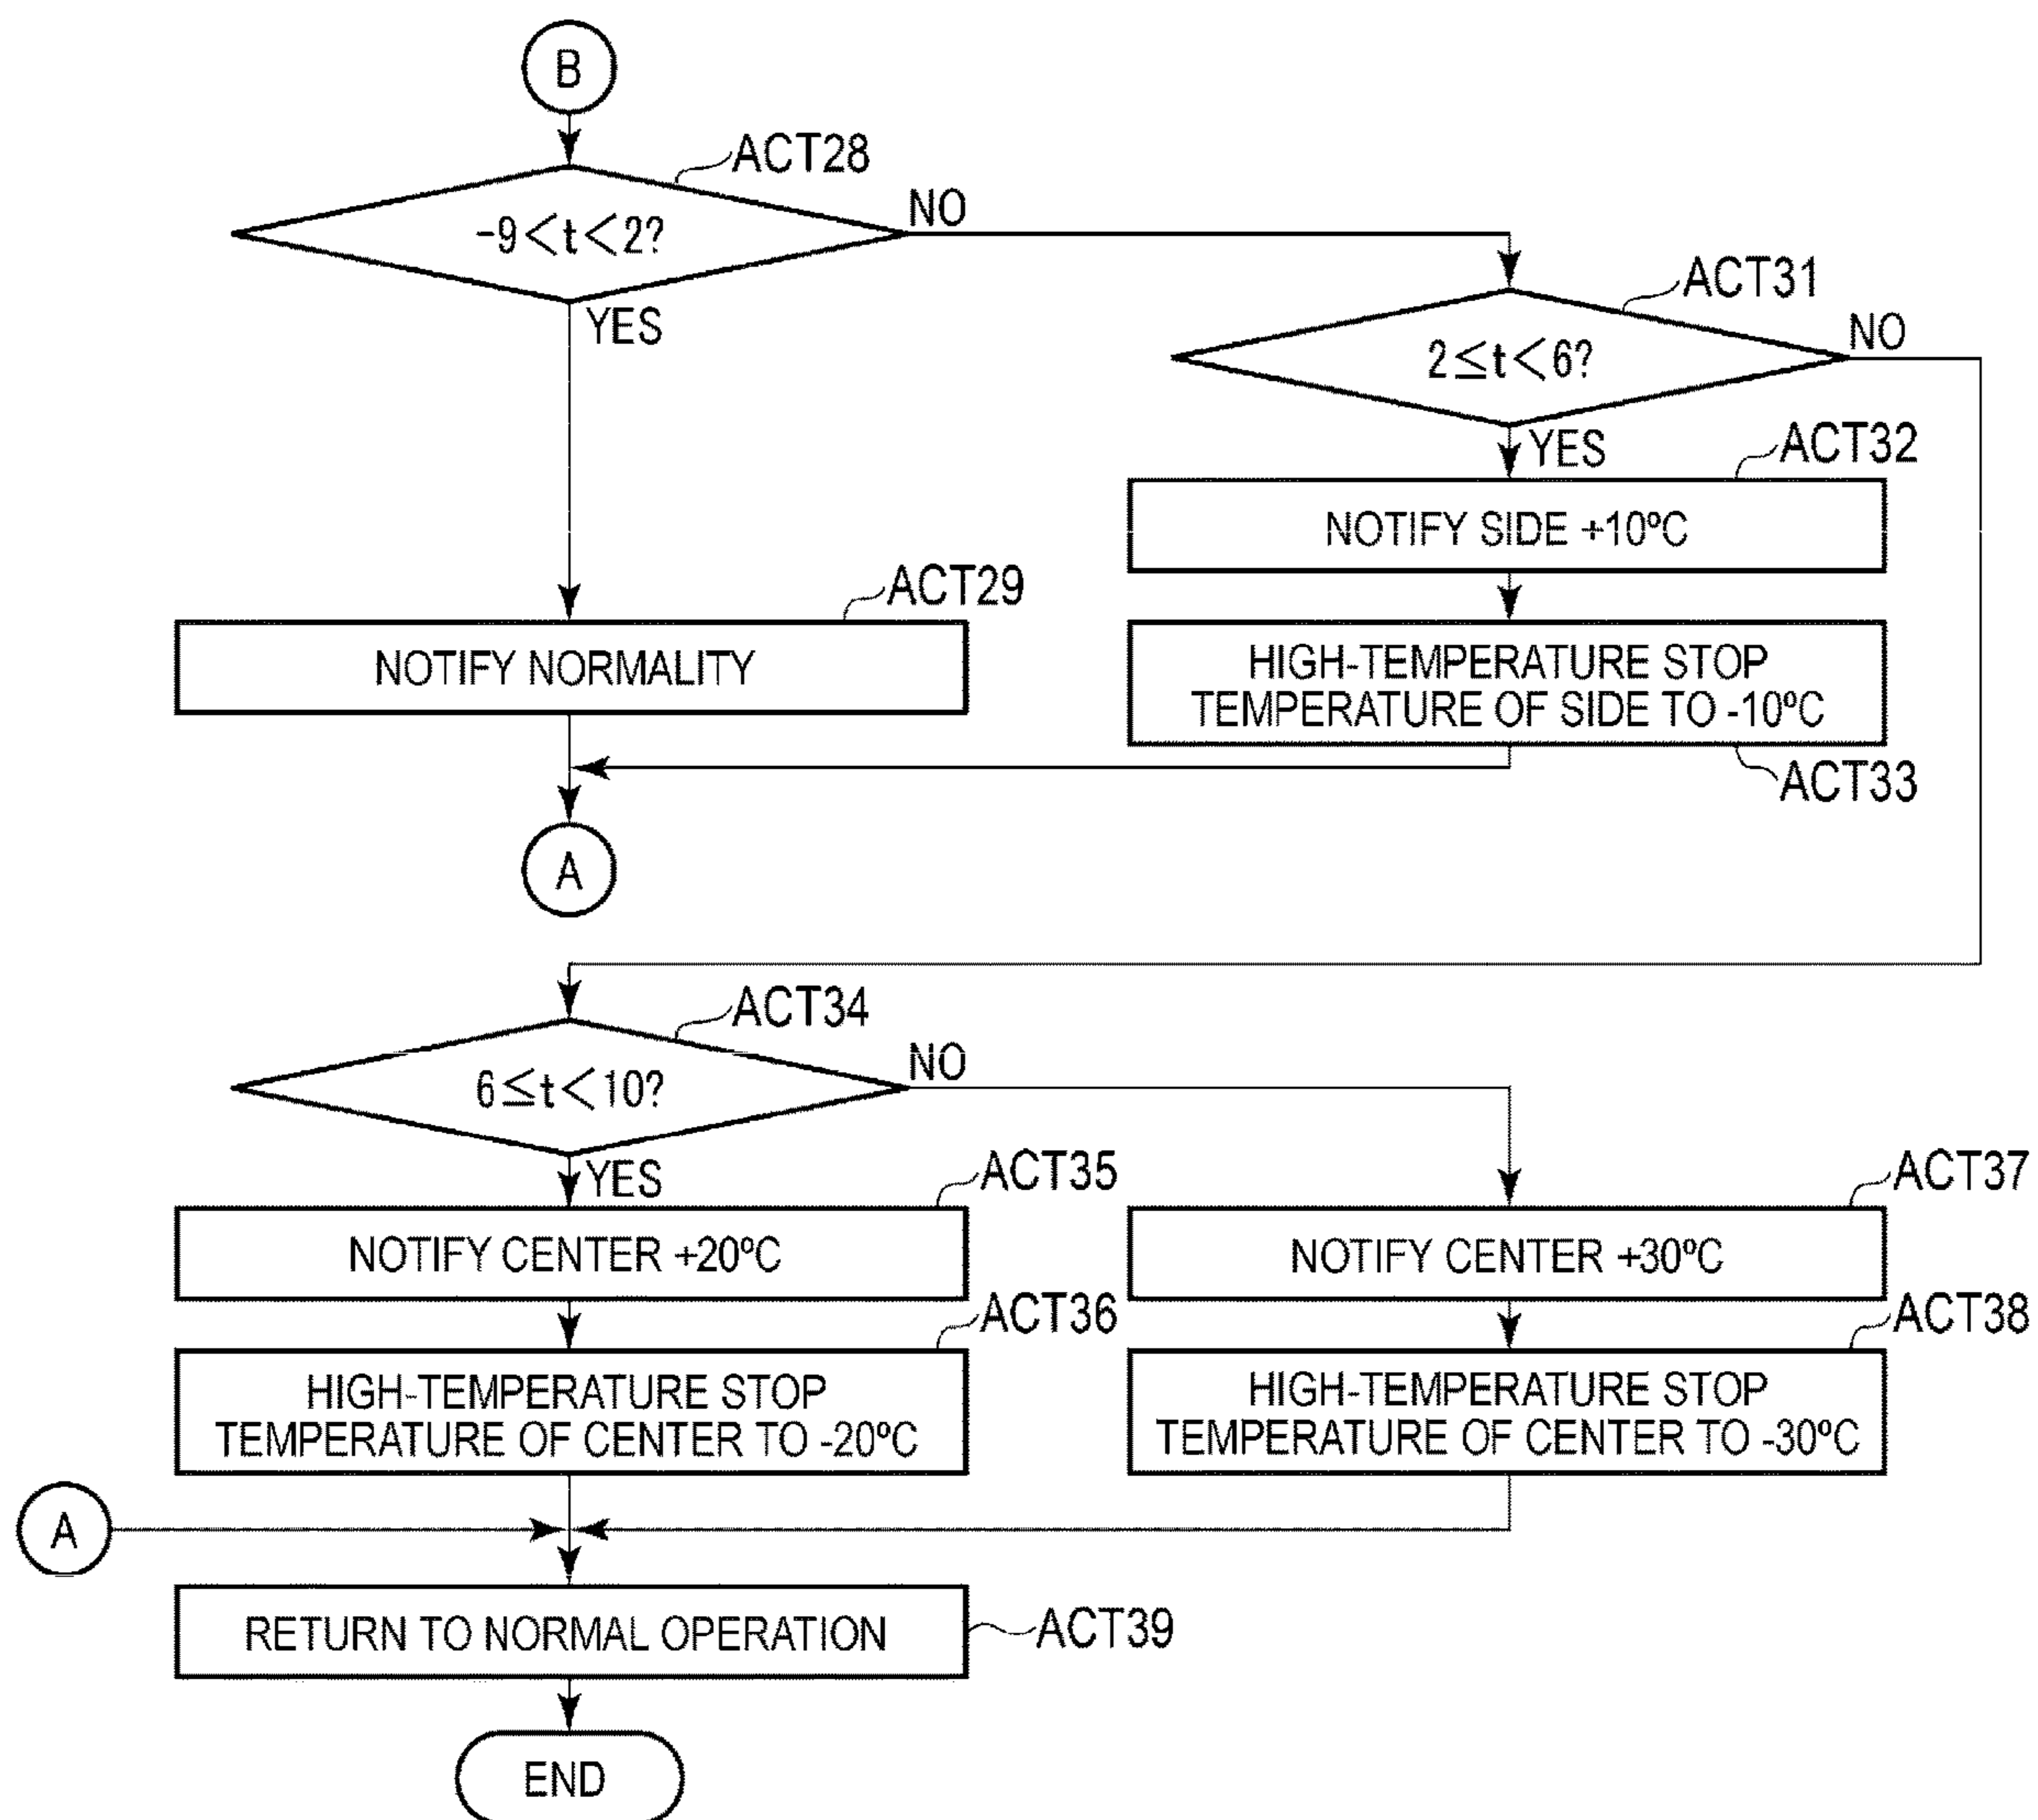 B
ACT28
-9<t<2?
NO
YES
ACT31
2≦t<6?
NO
YES
ACT32
NOTIFY SIDE +10ºC
ACT29
NOTIFY NORMALITY
HIGH-TEMPERATURE STOP
TEMPERATURE OF SIDE TO -10ºC
ACT33
A
ACT34
6≦t<10?
NO
YES
ACT35
NOTIFY CENTER +20ºC
ACT37
NOTIFY CENTER +30ºC
ACT36
HIGH-TEMPERATURE STOP
TEMPERATURE OF CENTER TO -20ºC
ACT38
HIGH-TEMPERATURE STOP
TEMPERATURE OF CENTER TO -30ºC
A
RETURN TO NORMAL OPERATION
ACT39
END